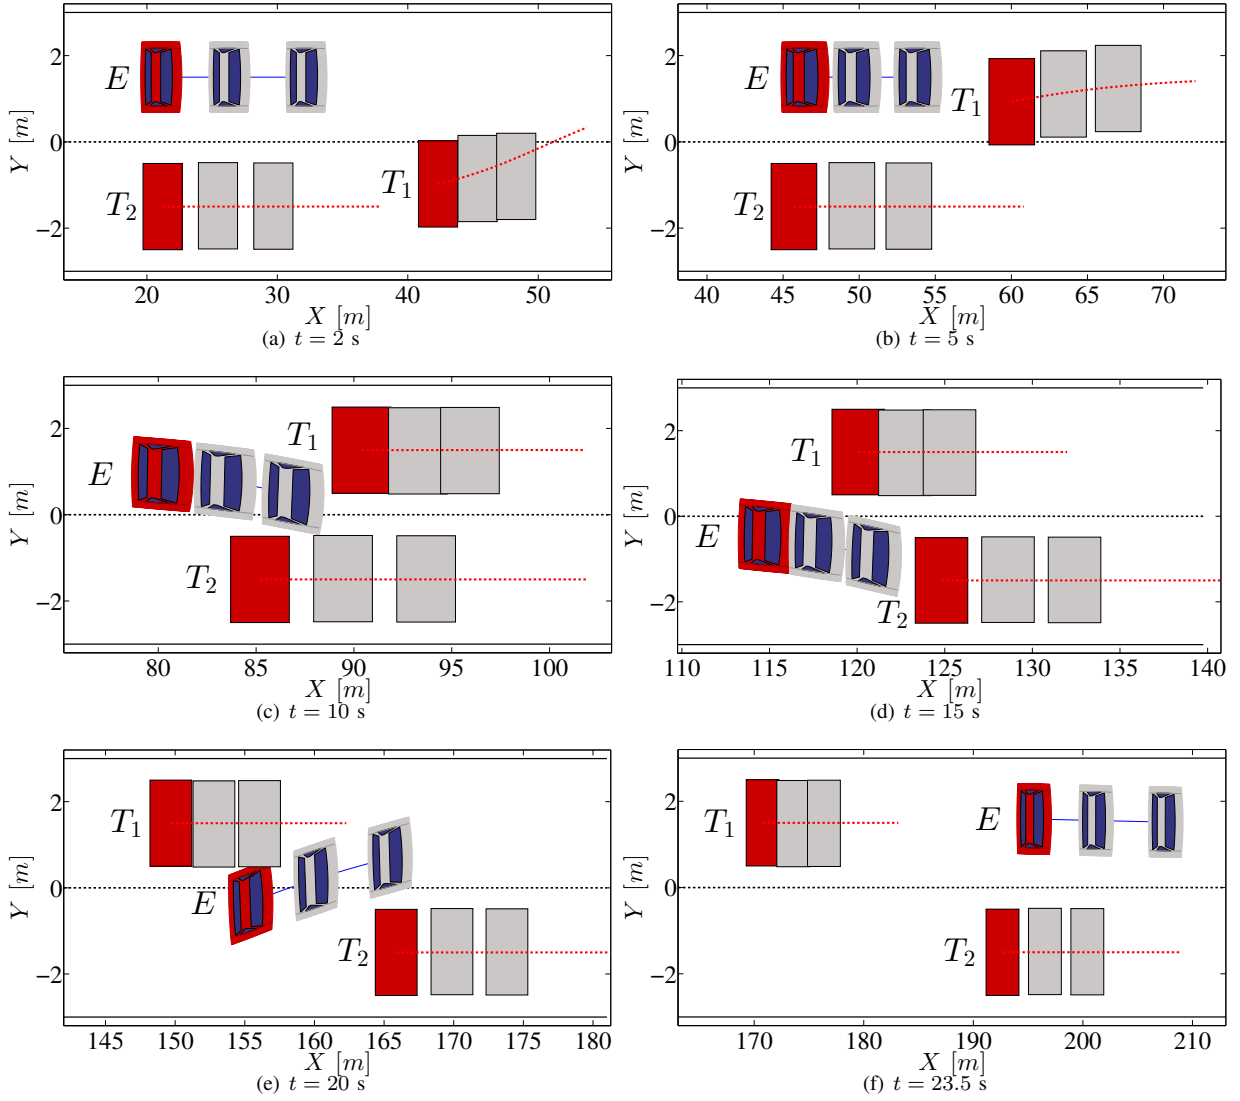 2
0
−2
Y [m]
E
T2
T1
20
30
40
50
X [m]
(a) t = 2 s
2
0
−2
Y [m]
E
T1
T2
40
45
50
55
60
65
70
X [m]
(b) t = 5 s
2
0
−2
Y [m]
T1
E
T2
80
85
90
95
100
X [m]
(c) t = 10 s
2
0
−2
Y [m]
T1
E
T2
110
115
120
125
130
135
140
X [m]
(d) t = 15 s
2
0
−2
Y [m]
T1
E
T2
145
150
155
160
165
170
175
180
X [m]
(e) t = 20 s
2
0
−2
Y [m]
T1
E
T2
170
180
190
200
210
X [m]
(f) t = 23.5 s